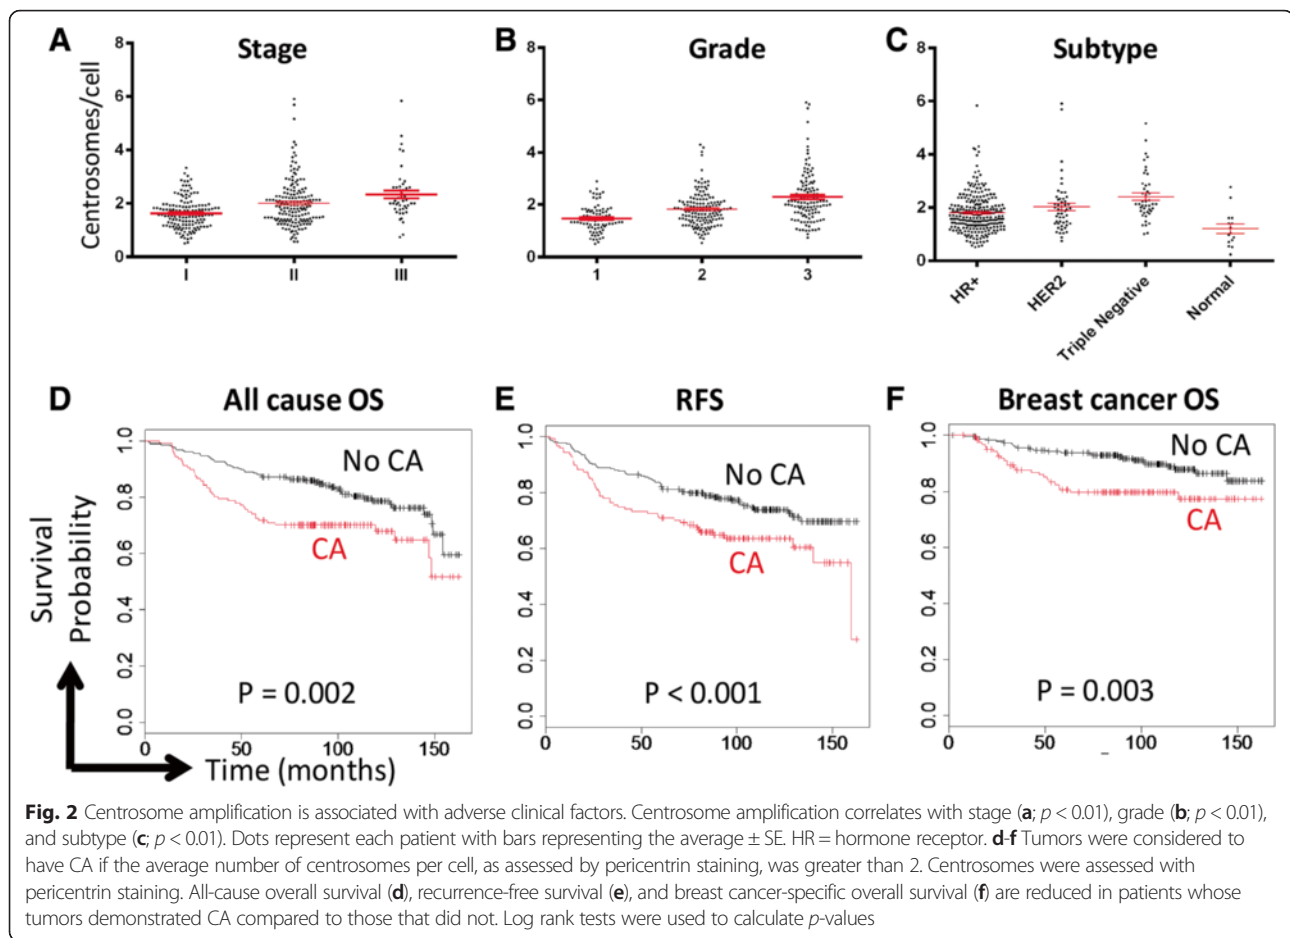 A Stage
B Grade
C Subtype
Centrosomes/cell
8
6
4
2
0
I II III
8
6
4
2
0
1 2 3
8
6
4
2
0
HR+ HER2 Triple Negative Normal
D All cause OS
E RFS
F Breast cancer OS
Survival
Probability
1.0
0.8
0.6
0.4
0.2
0.0
No CA
CA
P = 0.002
0 50 100 150
Time (months)
1.0
0.8
0.6
0.4
0.2
0.0
No CA
CA
P < 0.001
0 50 100 150
1.0
0.8
0.6
0.4
0.2
0.0
No CA
CA
P = 0.003
0 50 100 150
Fig. 2 Centrosome amplification is associated with adverse clinical factors. Centrosome amplification correlates with stage (a; p < 0.01), grade (b; p < 0.01),
and subtype (c; p < 0.01). Dots represent each patient with bars representing the average ± SE. HR = hormone receptor. d-f Tumors were considered to
have CA if the average number of centrosomes per cell, as assessed by pericentrin staining, was greater than 2. Centrosomes were assessed with
pericentrin staining. All-cause overall survival (d), recurrence-free survival (e), and breast cancer-specific overall survival (f) are reduced in patients whose
tumors demonstrated CA compared to those that did not. Log rank tests were used to calculate p-values